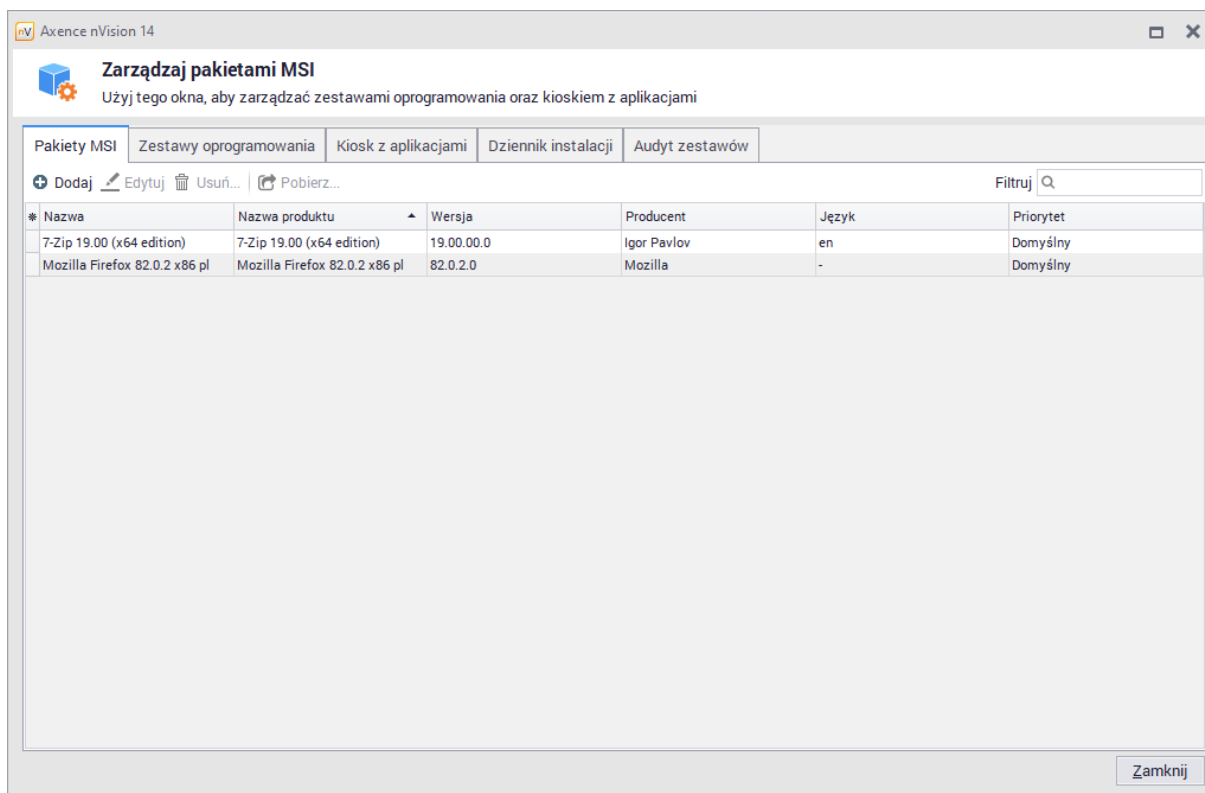 nV Axence nVision 14
Zarządzaj pakietami MSI
Użyj tego okna, aby zarządzać zestawami oprogramowania oraz kioskiem z aplikacjami
Pakiety MSI Zestawy oprogramowania Kiosk z aplikacjami Dziennik instalacji Audyt zestawów
Dodaj Edytuj Usuń... Pobierz... Filtruj
Nazwa Nazwa produktu Wersja Producent Język Priorytet
7-Zip 19.00 (x64 edition) 7-Zip 19.00 (x64 edition) 19.00.00.0 Igor Pavlov en Domyślny
Mozilla Firefox 82.0.2 x86 pl Mozilla Firefox 82.0.2 x86 pl 82.0.2.0 Mozilla - Domyślny
Zamknij